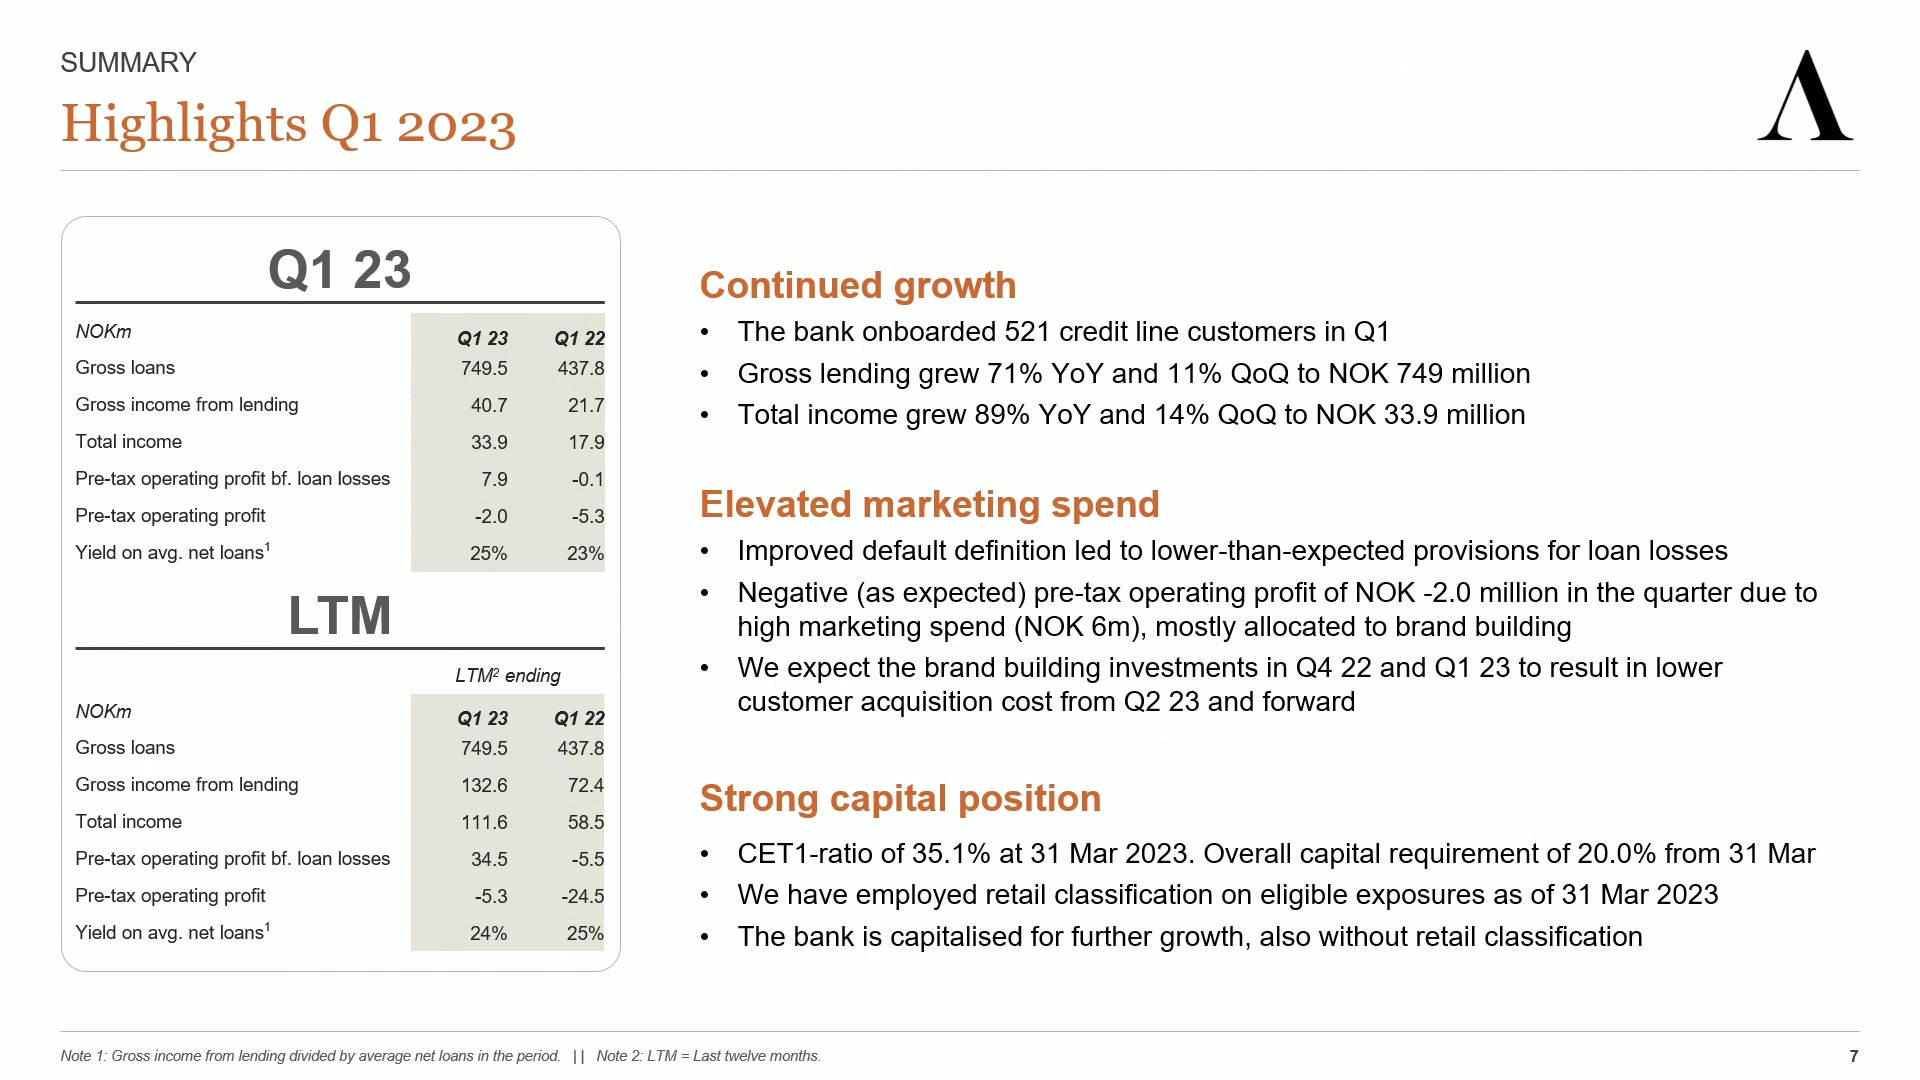 SUMMARY
Highlights Q1 2023
Q1 23
NOKm Q1 23 Q1 22
Gross loans 749.5 437.8
Gross income from lending 40.7 21.7
Total income 33.9 17.9
Pre-tax operating profit bf. loan losses 7.9 -0.1
Pre-tax operating profit -2.0 -5.3
Yield on avg. net loans¹ 25% 23%
LTM
LTM² ending
NOKm Q1 23 Q1 22
Gross loans 749.5 437.8
Gross income from lending 132.6 72.4
Total income 111.6 58.5
Pre-tax operating profit bf. loan losses 34.5 -5.5
Pre-tax operating profit -5.3 -24.5
Yield on avg. net loans¹ 24% 25%
Continued growth
• The bank onboarded 521 credit line customers in Q1
• Gross lending grew 71% YoY and 11% QoQ to NOK 749 million
• Total income grew 89% YoY and 14% QoQ to NOK 33.9 million
Elevated marketing spend
• Improved default definition led to lower-than-expected provisions for loan losses
• Negative (as expected) pre-tax operating profit of NOK -2.0 million in the quarter due to
high marketing spend (NOK 6m), mostly allocated to brand building
• We expect the brand building investments in Q4 22 and Q1 23 to result in lower
customer acquisition cost from Q2 23 and forward
Strong capital position
• CET1-ratio of 35.1% at 31 Mar 2023. Overall capital requirement of 20.0% from 31 Mar
• We have employed retail classification on eligible exposures as of 31 Mar 2023
• The bank is capitalised for further growth, also without retail classification
Note 1: Gross income from lending divided by average net loans in the period. || Note 2: LTM = Last twelve months.
7